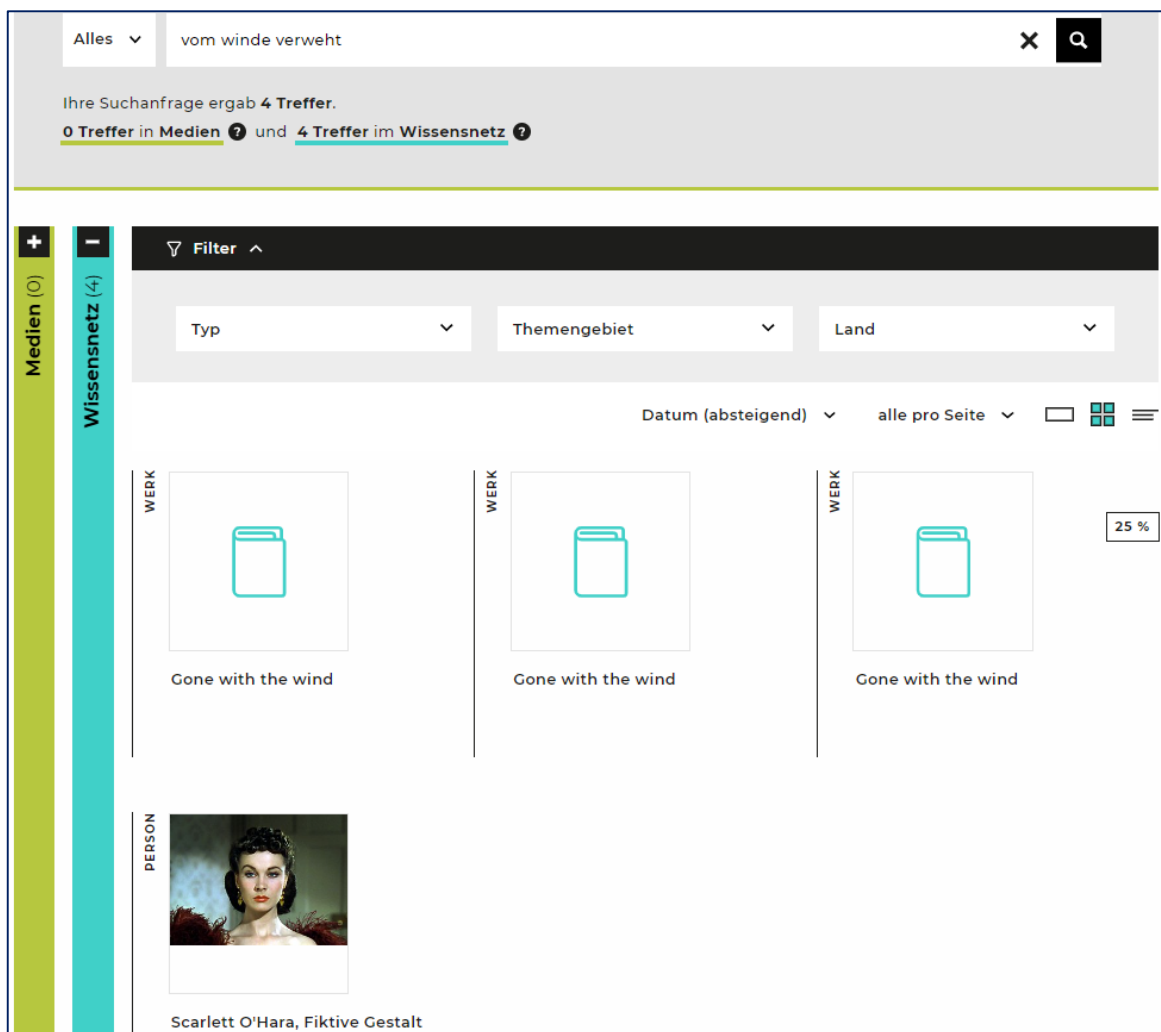 Alles
vom winde verweht
Ihre Suchanfrage ergab 4 Treffer.
0 Treffer in Medien ? und 4 Treffer im Wissensnetz ?
Medien (0)
Wissensnetz (4)
Filter
Typ
Themengebiet
Land
Datum (absteigend)
alle pro Seite
WERK
WERK
WERK
25 %
Gone with the wind
Gone with the wind
Gone with the wind
PERSON
Scarlett O'Hara, Fiktive Gestalt